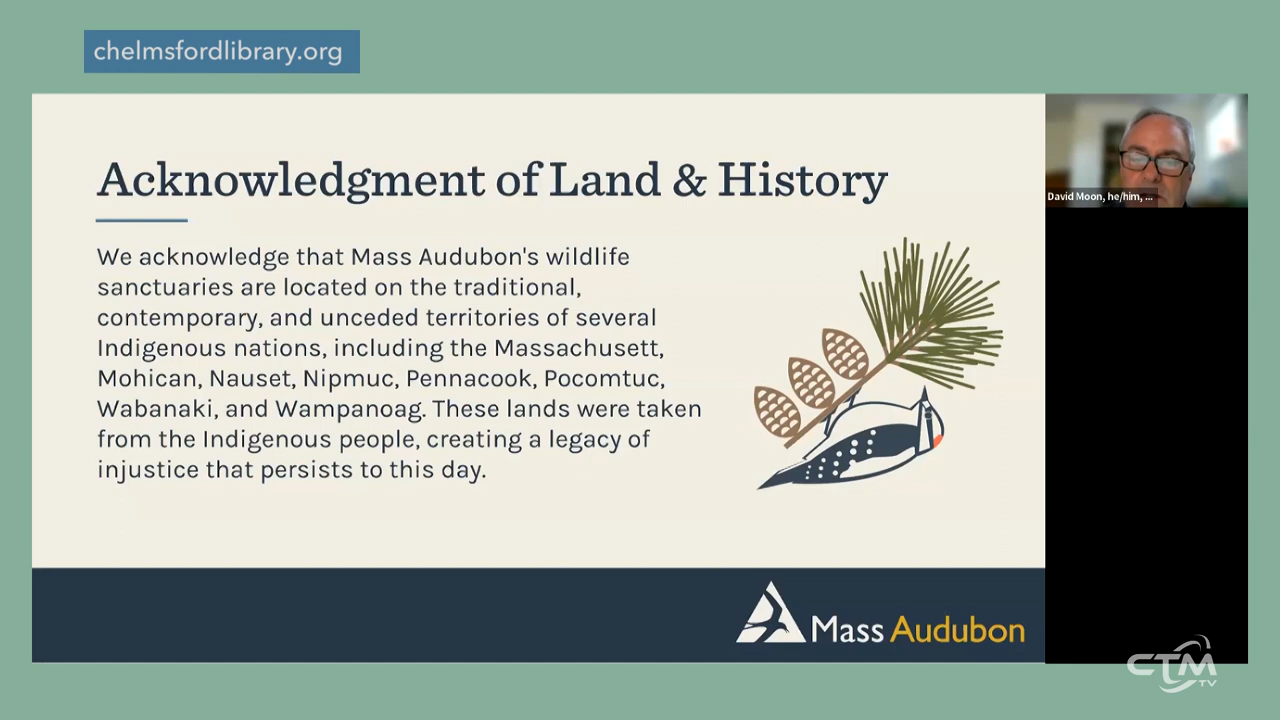 chelmsfordlibrary.org
Acknowledgment of Land & History
We acknowledge that Mass Audubon's wildlife
sanctuaries are located on the traditional,
contemporary, and unceded territories of several
Indigenous nations, including the Massachusett,
Mohican, Nauset, Nipmuc, Pennacook, Pocomtuc,
Wabanaki, and Wampanoag. These lands were taken
from the Indigenous people, creating a legacy of
injustice that persists to this day.
David Moon, he/him, ...
Mass Audubon
CTM
TV